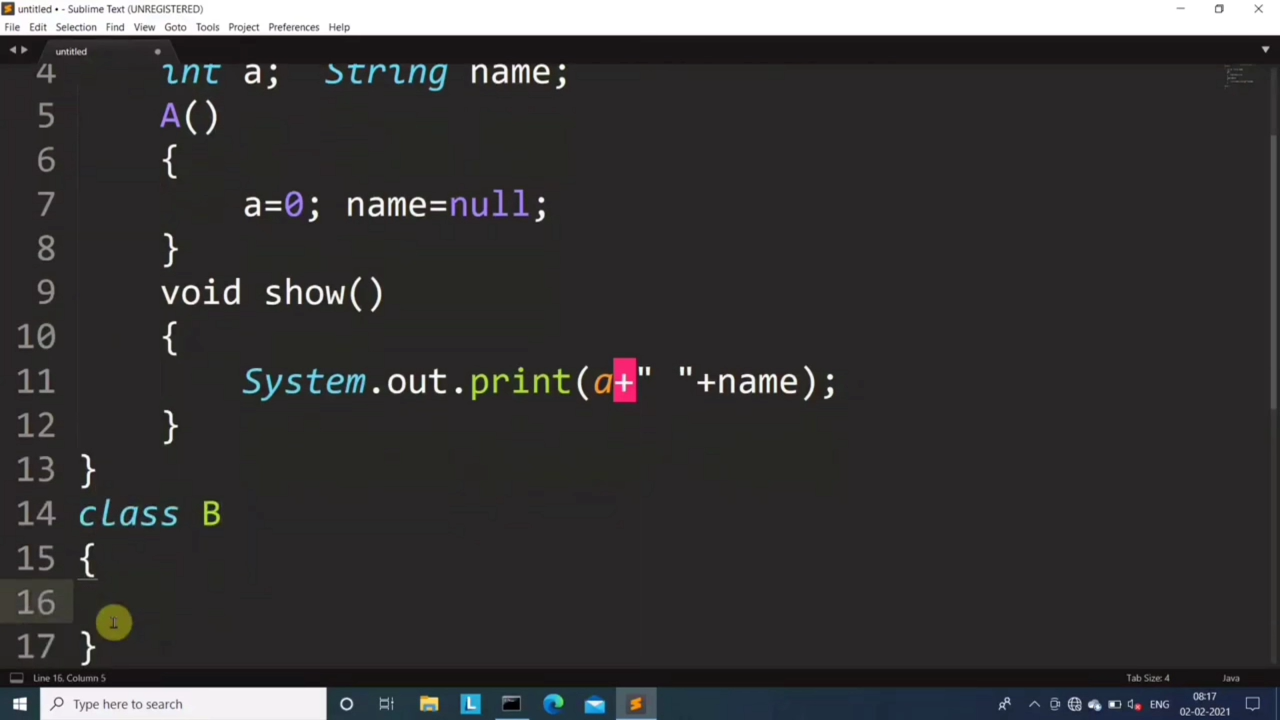 untitled • - Sublime Text (UNREGISTERED)
File Edit Selection Find View Goto Tools Project Preferences Help
untitled
4 int a; String name;
5 A()
6 {
7 a=0; name=null;
8 }
9 void show()
10 {
11 System.out.print(a+" "+name);
12 }
13 }
14 class B
15 {
16
17 }
Line 16, Column 5 Tab Size: 4 Java
Type here to search L ENG 08:17
02-02-2021